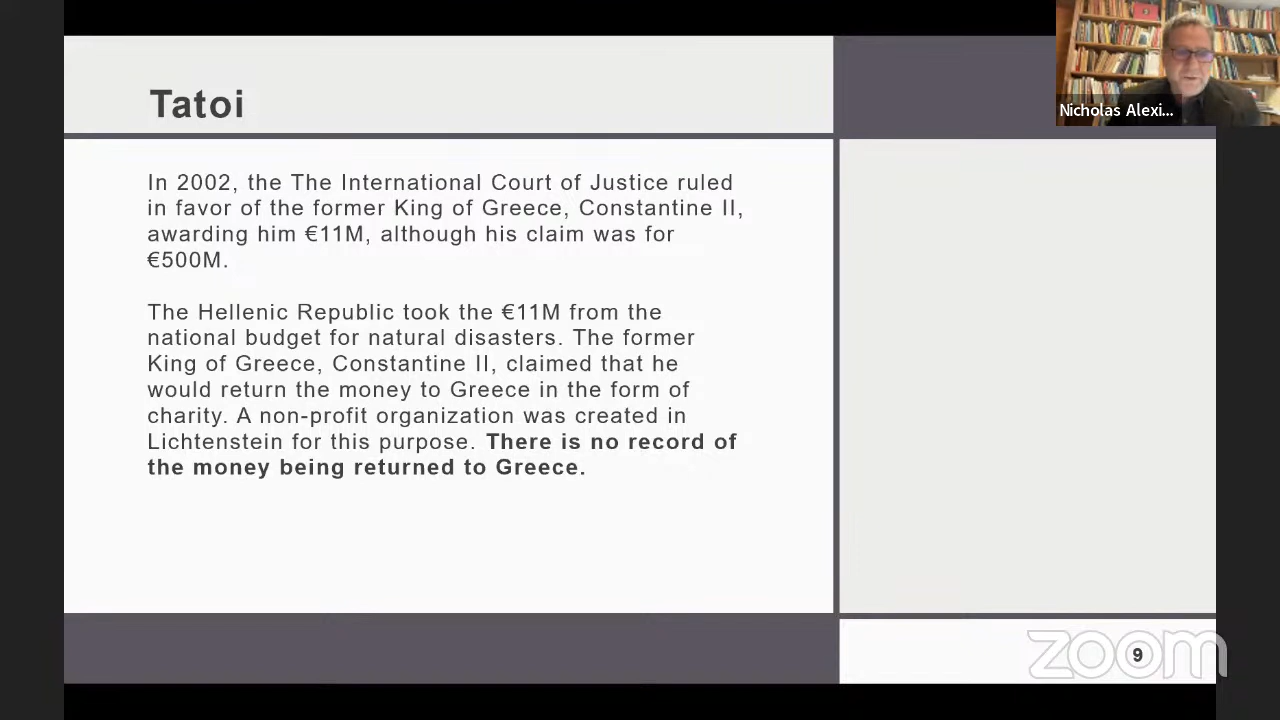 Tatoi
Nicholas Alexi...
In 2002, the The International Court of Justice ruled
in favor of the former King of Greece, Constantine II,
awarding him €11M, although his claim was for
€500M.
The Hellenic Republic took the €11M from the
national budget for natural disasters. The former
King of Greece, Constantine II, claimed that he
would return the money to Greece in the form of
charity. A non-profit organization was created in
Lichtenstein for this purpose. There is no record of
the money being returned to Greece.
zoom
9